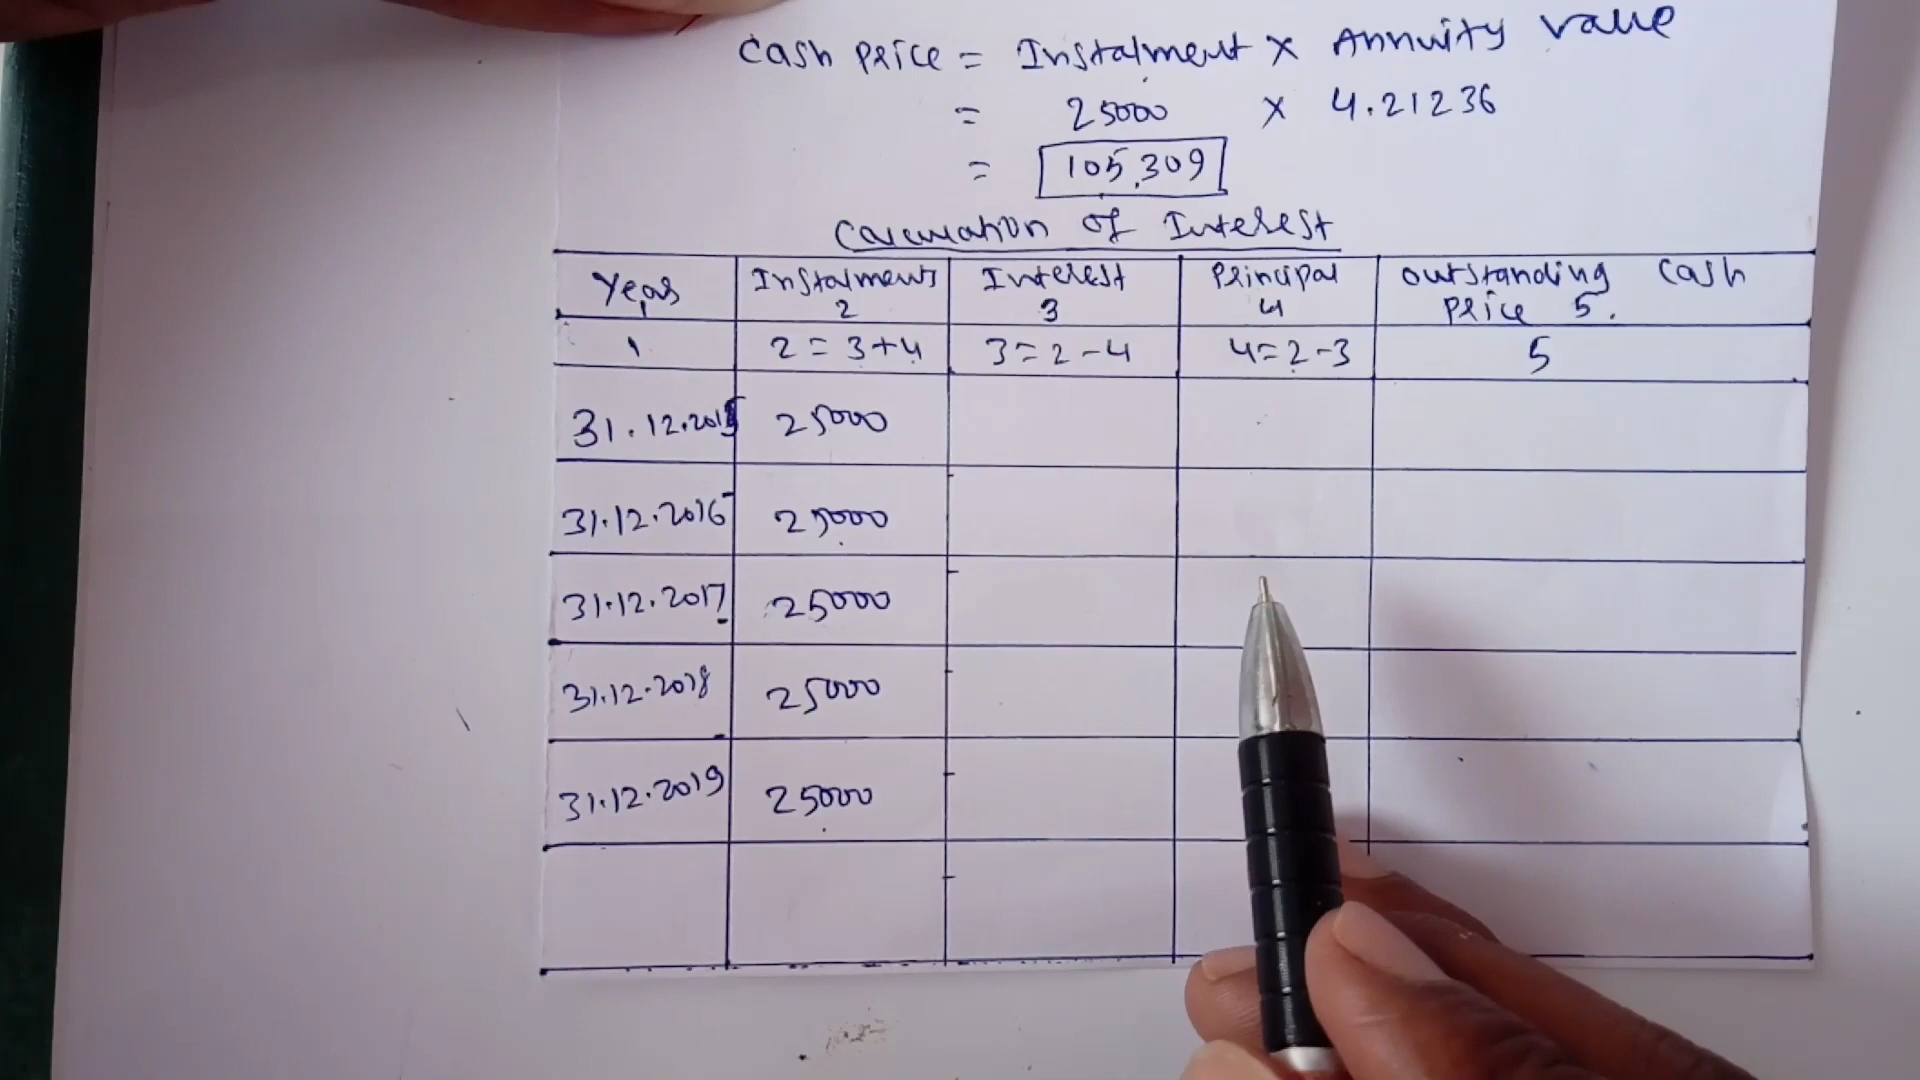 Cash Price = Instalment × Annuity value
= 25000 × 4.21236
= 105,309
Calculation of Interest
Years 1 Instalments 2 Interest 3 Principal 4 Outstanding Cash Price 5.
1 2 = 3+4 3 = 2-4 4 = 2-3 5
31.12.2015 25000
31.12.2016 25000
31.12.2017 25000
31.12.2018 25000
31.12.2019 25000